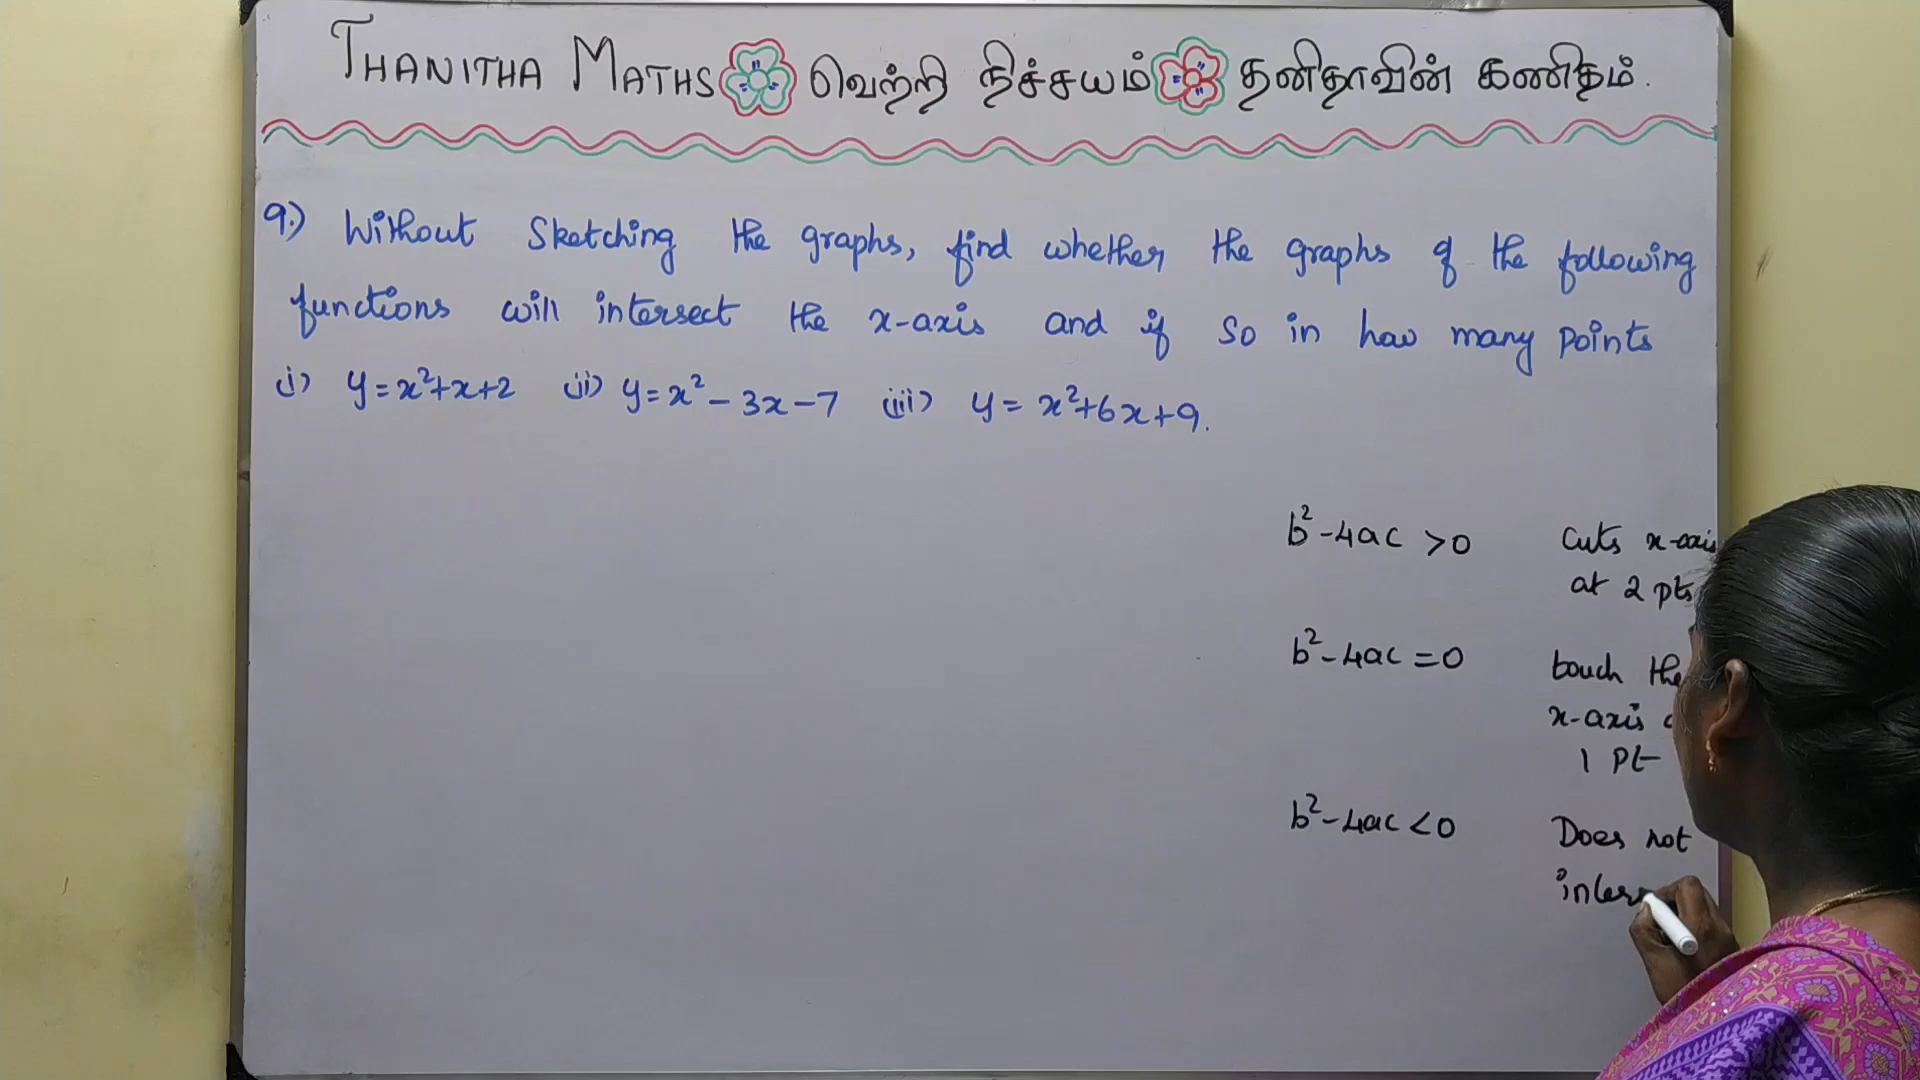 THANITHA MATHS வெற்றி நிச்சயம் தனிதாவின் கணிதம்.
9.) Without Sketching the graphs, find whether the graphs of the following
functions will intersect the x-axis and if so in how many points
(i) y=x²+x+2 (ii) y=x²-3x-7 (iii) y=x²+6x+9.
b²-4ac >0 Cuts x-axis
at 2 pts
b²-4ac =0 touch the
x-axis
1 pt
b²-4ac <0 Does not
inters